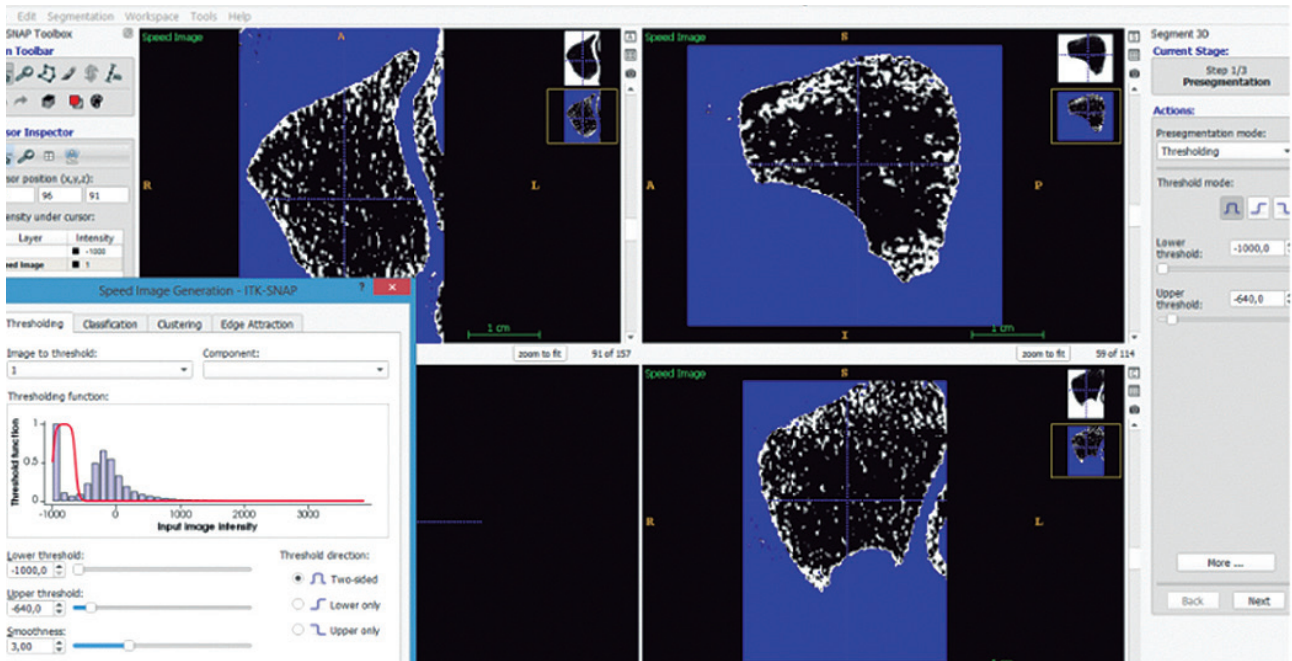 Edit Segmentation Workspace Tools Help
SNAP Toolbox
n Toolbar
sor Inspector
sor position (x,y,z):
96 91
ensity under cursor:
Layer Intensity
-1000
eed Image 1
Speed Image
A
R
L
1 cm
zoom to fit 91 of 157
Speed Image
S
A
P
I
1 cm
zoom to fit 59 of 114
Speed Image
S
R
L
Segment 3D
Current Stage:
Step 1/3
Presegmentation
Actions:
Presegmentation mode:
Thresholding
Threshold mode:
Lower
threshold: -1000,0
Upper
threshold: -640,0
More ...
Back Next
Speed Image Generation - ITK-SNAP ? ×
Thresholding Classification Clustering Edge Attraction
Image to threshold: Component:
1
Thresholding function:
Threshold function
1
0.5
0
-1000 0 1000 2000 3000
Input image intensity
Lower threshold:
-1000,0
Upper threshold:
-640,0
Smoothness:
3,00
Threshold direction:
Two-sided
Lower only
Upper only